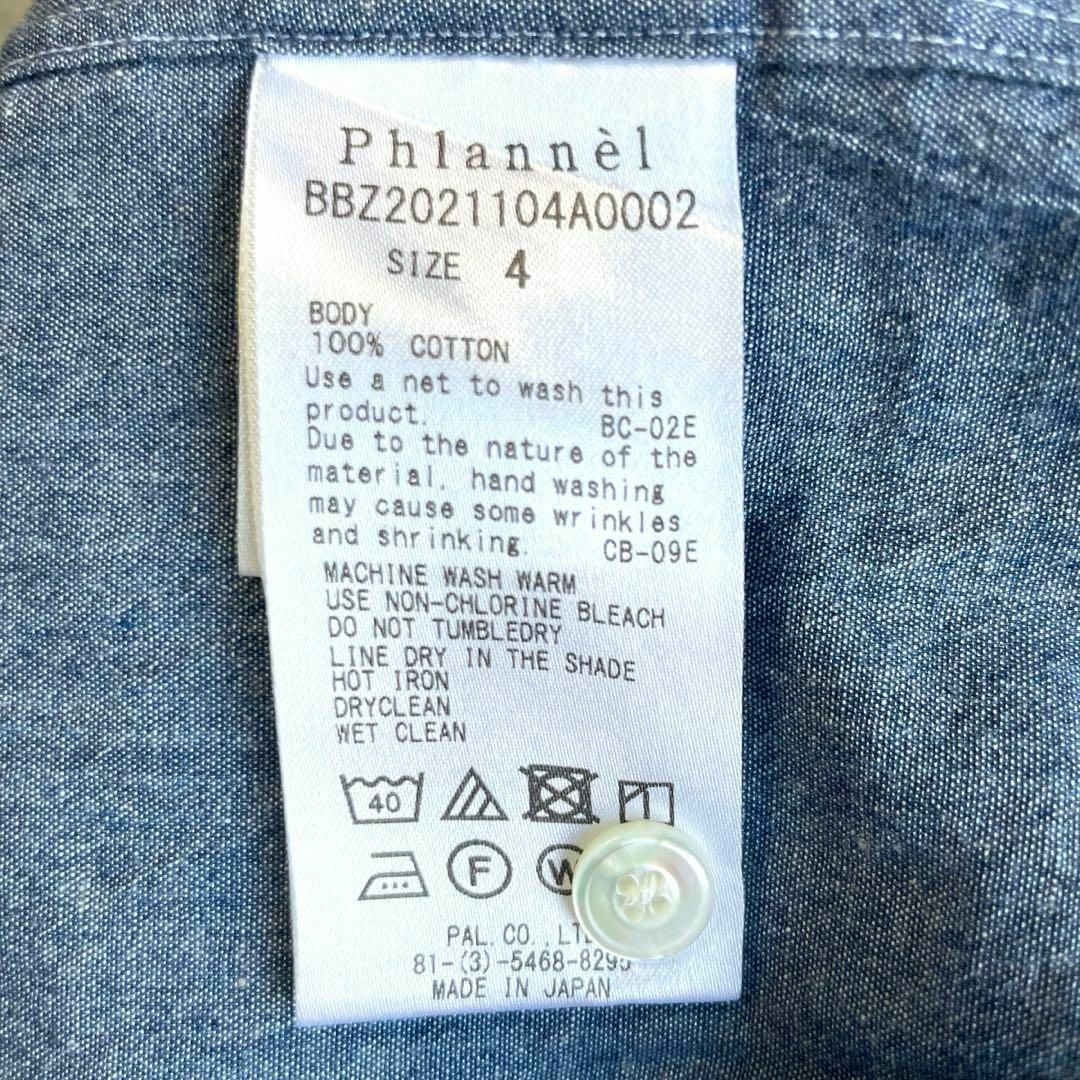 Phlannèl
BBZ2021104A0002
SIZE 4
BODY
100% COTTON
Use a net to wash this
product. BC-02E
Due to the nature of the
material, hand washing
may cause some wrinkles
and shrinking. CB-09E
MACHINE WASH WARM
USE NON-CHLORINE BLEACH
DO NOT TUMBLEDRY
LINE DRY IN THE SHADE
HOT IRON
DRYCLEAN
WET CLEAN
40
F W
PAL. CO.,
81-(3)-5468-829
MADE IN JAPAN